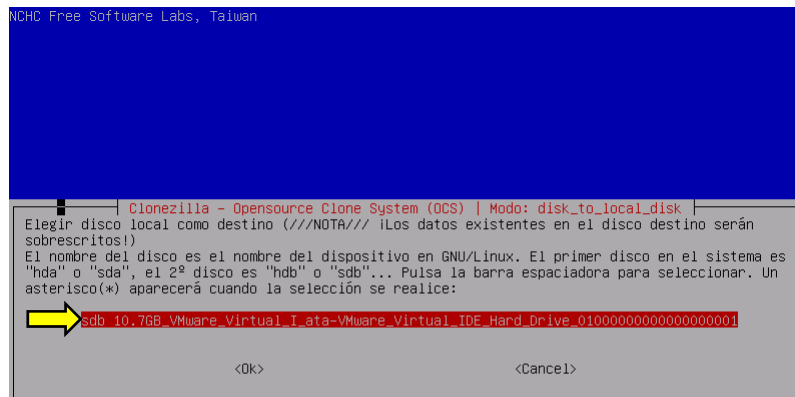 NCHC Free Software Labs, Taiwan
Clonezilla - Opensource Clone System (OCS) | Modo: disk_to_local_disk
Elegir disco local como destino (///NOTA/// ¡Los datos existentes en el disco destino serán
sobrescritos!)
El nombre del disco es el nombre del dispositivo en GNU/Linux. El primer disco en el sistema es
"hda" o "sda", el 2º disco es "hdb" o "sdb"... Pulsa la barra espaciadora para seleccionar. Un
asterisco(*) aparecerá cuando la selección se realice:
sdb 10.7GB_VMware_Virtual_I_ata-VMware_Virtual_IDE_Hard_Drive_01000000000000000001
<Ok> <Cancel>